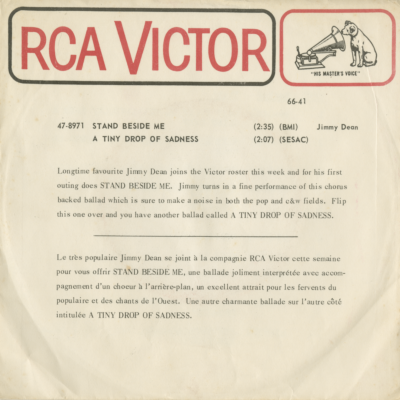 RCA VICTOR
"HIS MASTER'S VOICE"
66-41
47-8971 STAND BESIDE ME (2:35) (BMI) Jimmy Dean
A TINY DROP OF SADNESS (2:07) (SESAC)
Longtime favourite Jimmy Dean joins the Victor roster this week and for his first
outing does STAND BESIDE ME. Jimmy turns in a fine performance of this chorus
backed ballad which is sure to make a noise in both the pop and c&w fields. Flip
this one over and you have another ballad called A TINY DROP OF SADNESS.
Le très populaire Jimmy Dean se joint à la compagnie RCA Victor cette semaine
pour vous offrir STAND BESIDE ME, une ballade joliment interprétée avec accom-
pagnement d'un choeur à l'arrière-plan, un excellent attrait pour les fervents du
populaire et des chants de l'Ouest. Une autre charmante ballade sur l'autre côté
intitulée A TINY DROP OF SADNESS.